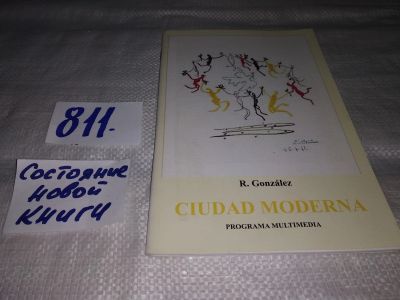 811.
Состояние
новой
книги
R. González
CIUDAD MODERNA
PROGRAMA MULTIMEDIA